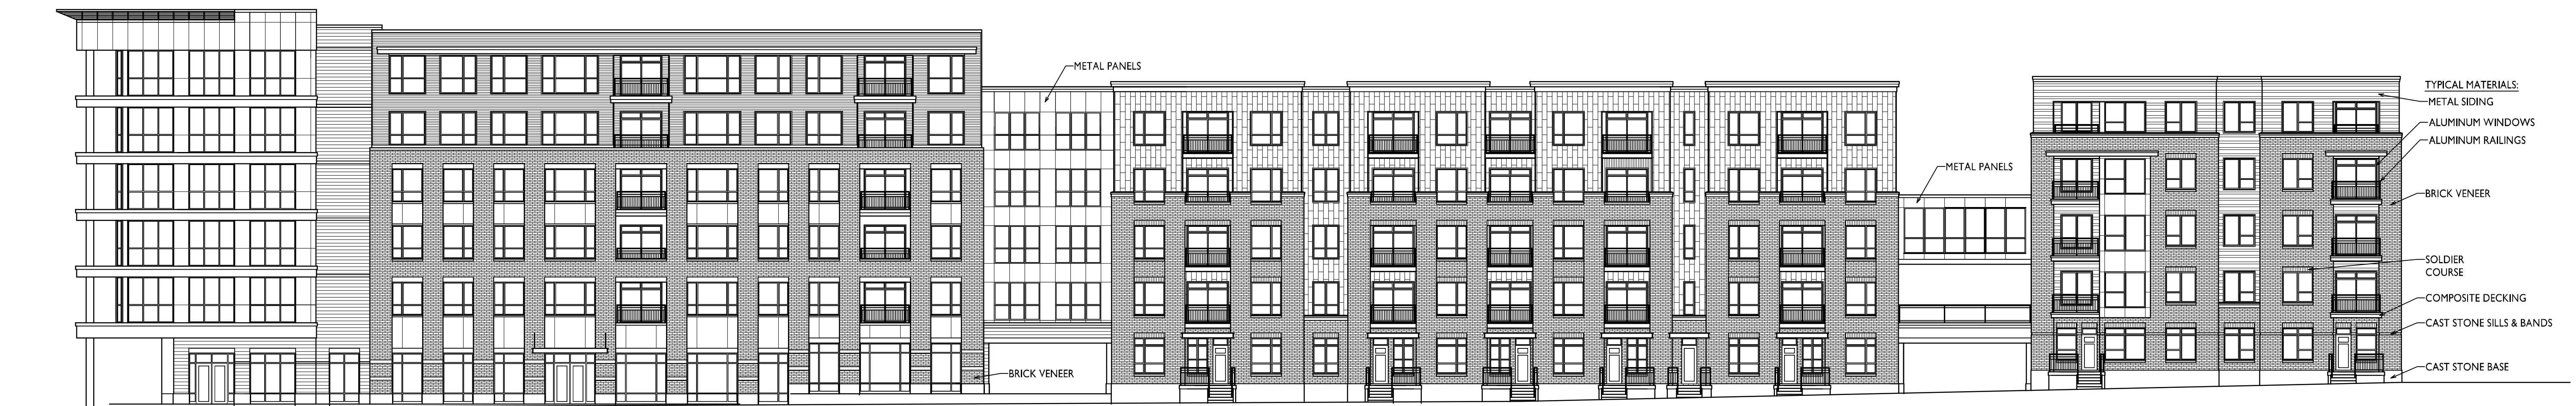 METAL PANELS
BRICK VENEER
METAL PANELS
TYPICAL MATERIALS:
METAL SIDING
ALUMINUM WINDOWS
ALUMINUM RAILINGS
BRICK VENEER
SOLDIER
COURSE
COMPOSITE DECKING
CAST STONE SILLS & BANDS
CAST STONE BASE